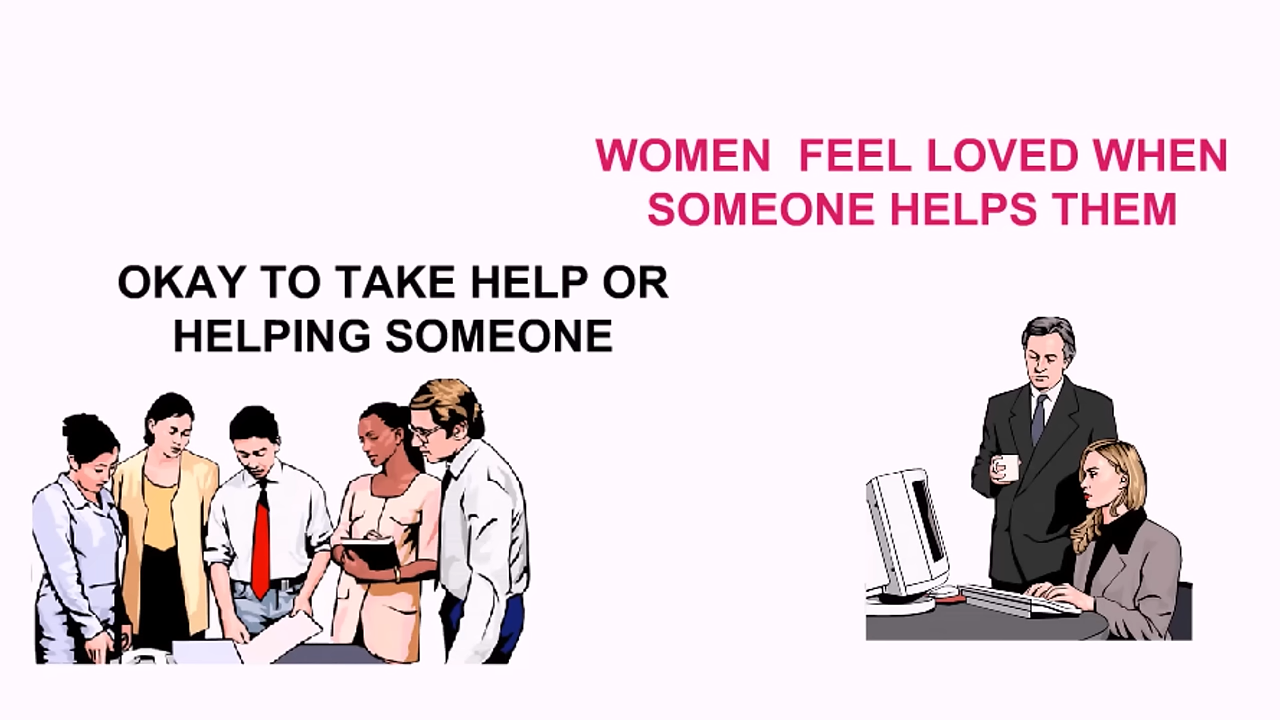 WOMEN  FEEL LOVED WHEN
SOMEONE HELPS THEM
OKAY TO TAKE HELP OR
HELPING SOMEONE